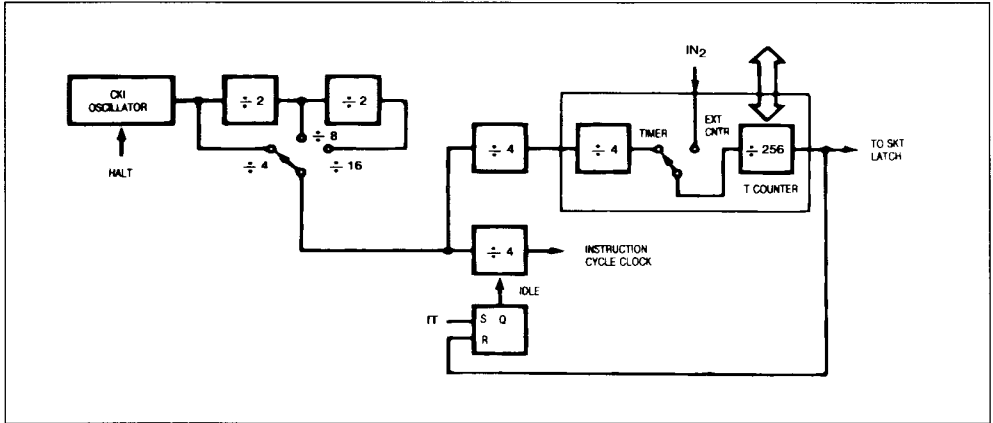 CKI
OSCILLATOR
HALT
÷ 2
÷ 2
÷ 4
÷ 8
÷ 16
÷ 4
÷ 4
TIMER
IN2
EXT
CNTR
÷ 256
T COUNTER
TO SKT
LATCH
÷ 4
INSTRUCTION
CYCLE CLOCK
IDLE
IT
S Q
R